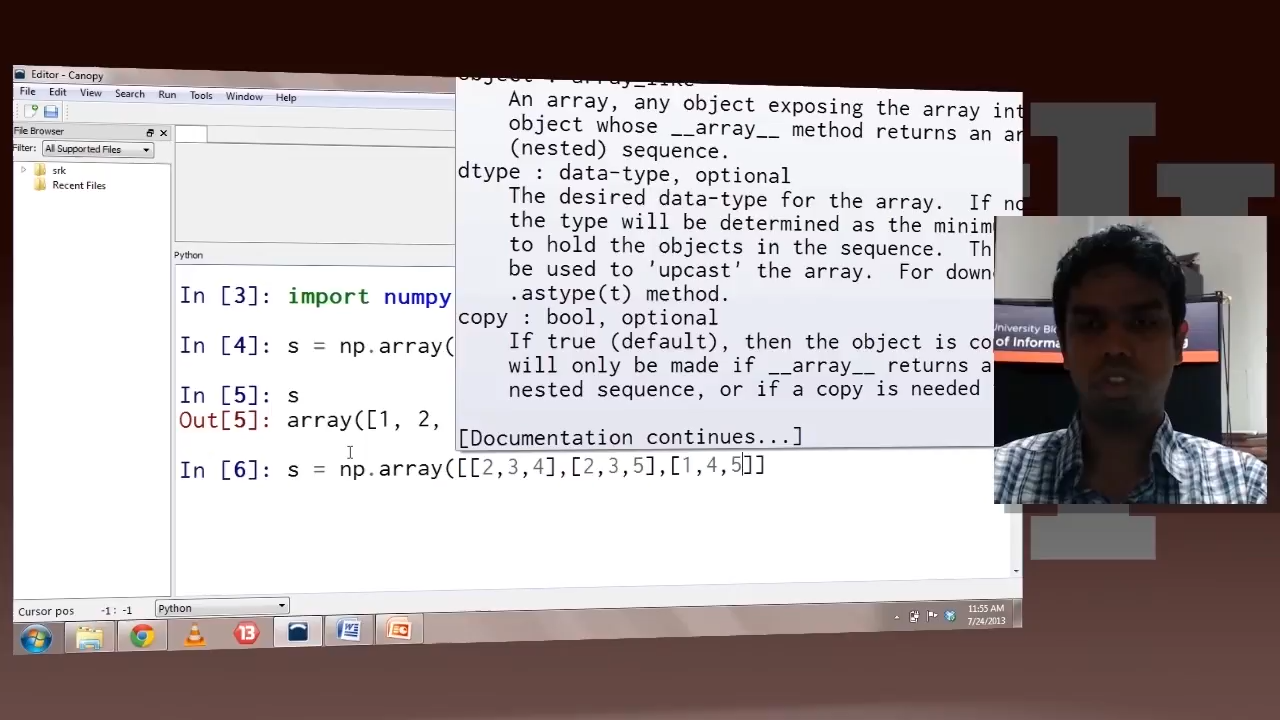 Editor - Canopy
File Edit View Search Run Tools Window Help
File Browser
Filter: All Supported Files
srk
Recent Files
Python
In [3]: import numpy
In [4]: s = np.array(
In [5]: s
Out[5]: array([1, 2,
In [6]: s = np.array([[2,3,4],[2,3,5],[1,4,5]]
object : array_like
An array, any object exposing the array int
object whose __array__ method returns an ar
(nested) sequence.
dtype : data-type, optional
The desired data-type for the array. If no
the type will be determined as the minim
to hold the objects in the sequence. Th
be used to 'upcast' the array. For down
.astype(t) method.
copy : bool, optional
If true (default), then the object is co
will only be made if __array__ returns a
nested sequence, or if a copy is needed
[Documentation continues...]
Cursor pos -1 : -1 Python
13
11:55 AM
7/24/2013
University Bl
of Informa
g